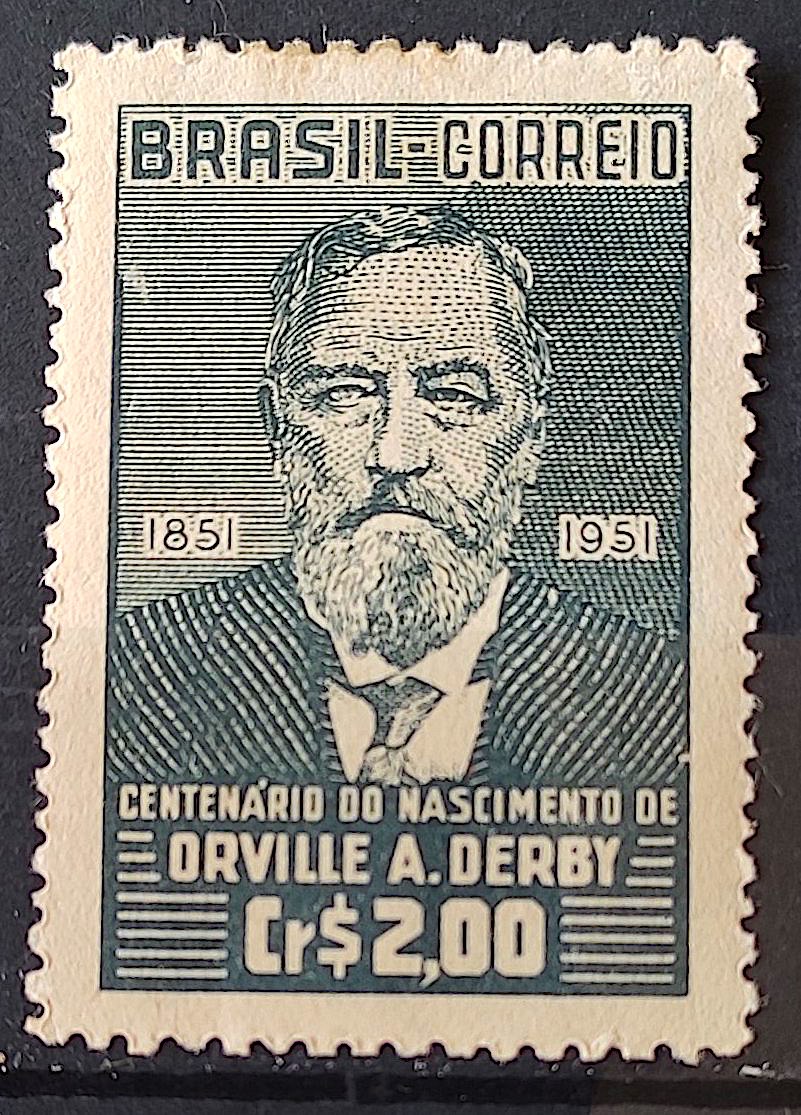 BRASIL-CORREIO
1851 1951
CENTENÁRIO DO NASCIMENTO DE
ORVILLE A. DERBY
Cr$2,00